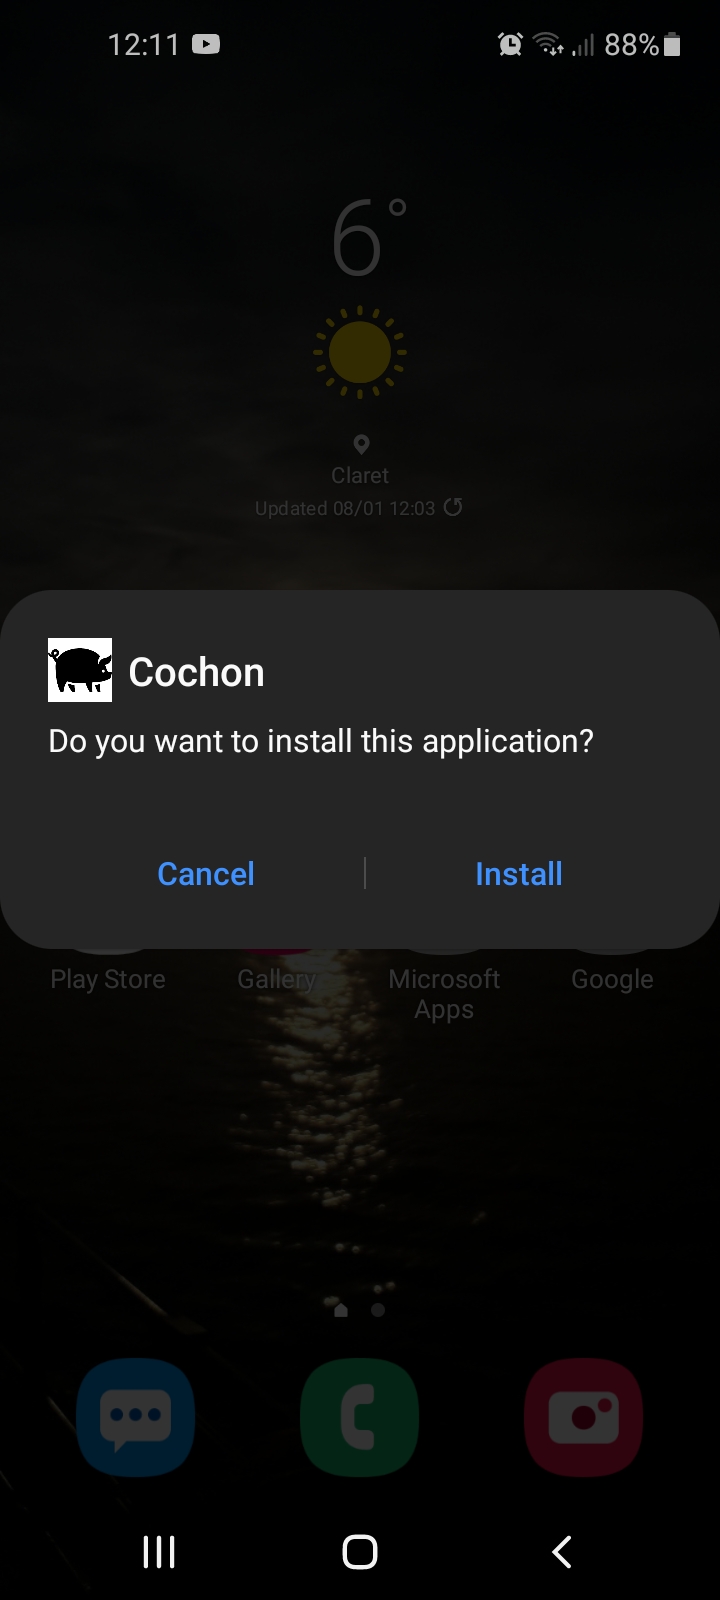 12:11
88%
6°
Claret
Updated 08/01 12:03
Cochon
Do you want to install this application?
Cancel
Install
Play Store
Gallery
Microsoft
Apps
Google